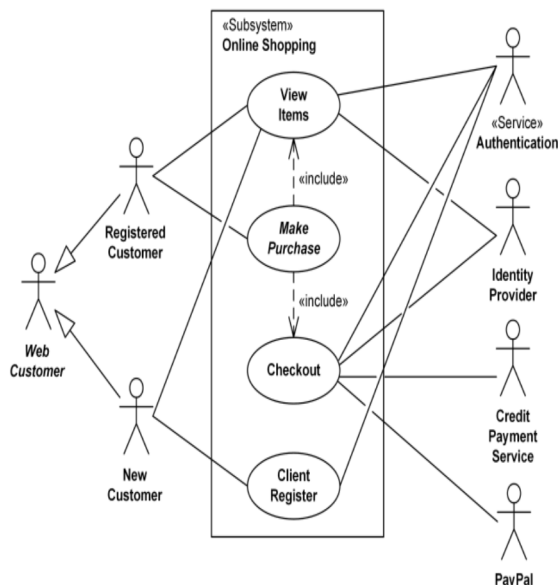 «Subsystem»
Online Shopping
View
Items
«Service»
Authentication
«include»
Registered
Customer
Make
Purchase
Identity
Provider
«include»
Web
Customer
Checkout
Credit
Payment
Service
New
Customer
Client
Register
PayPal